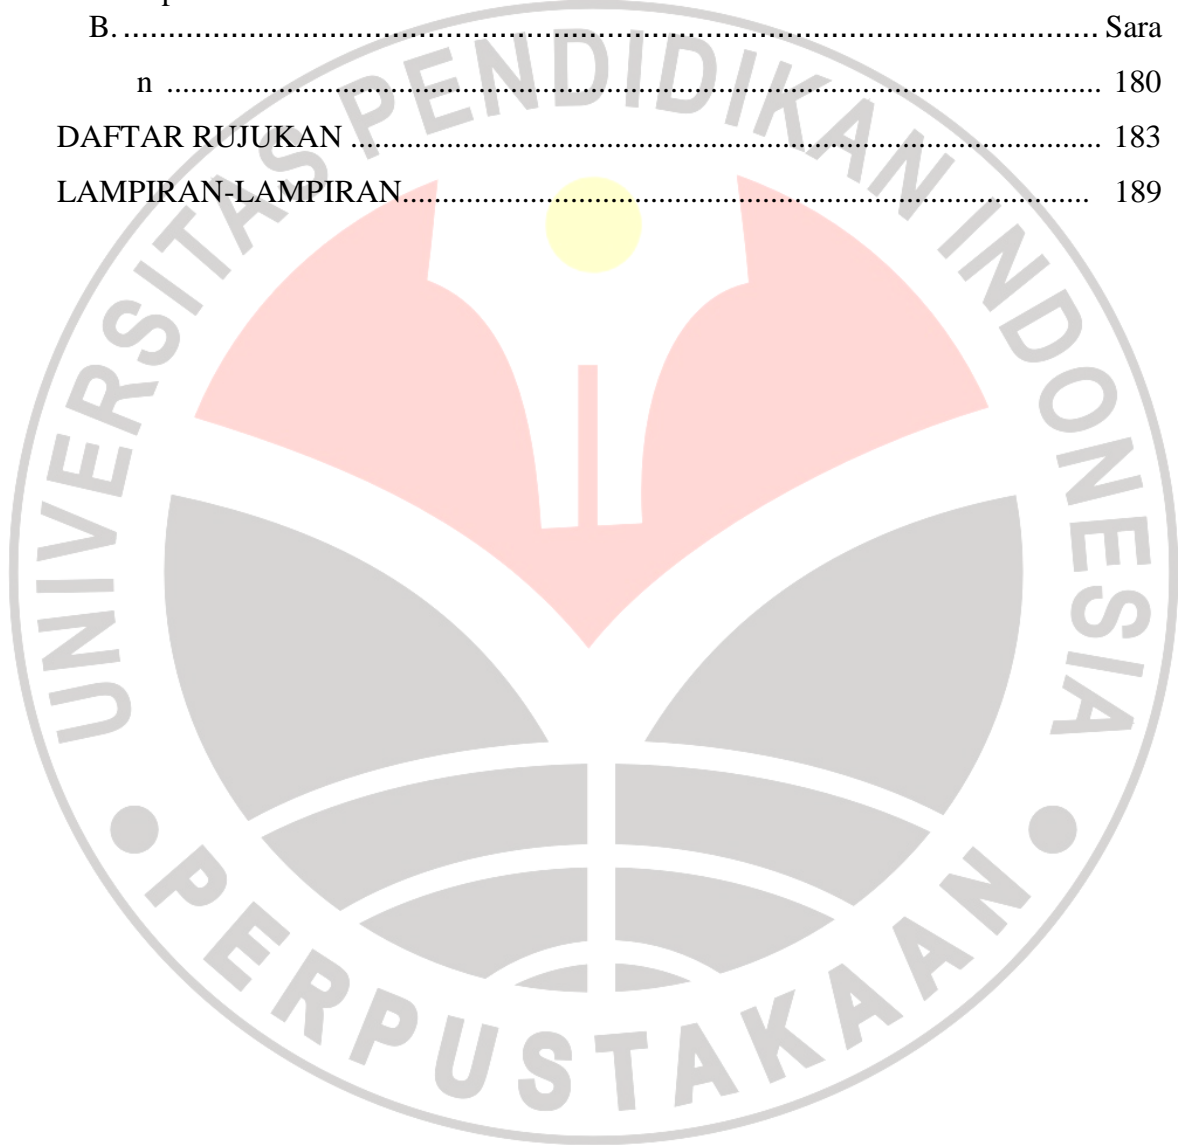 B. ........................................................................................................... Sara
n .................................................................................................................... 180
DAFTAR RUJUKAN ............................................................................................. 183
LAMPIRAN-LAMPIRAN..................................................................................... 189
UNIVERSITAS PENDIDIKAN INDONESIA
PERPUSTAKAAN